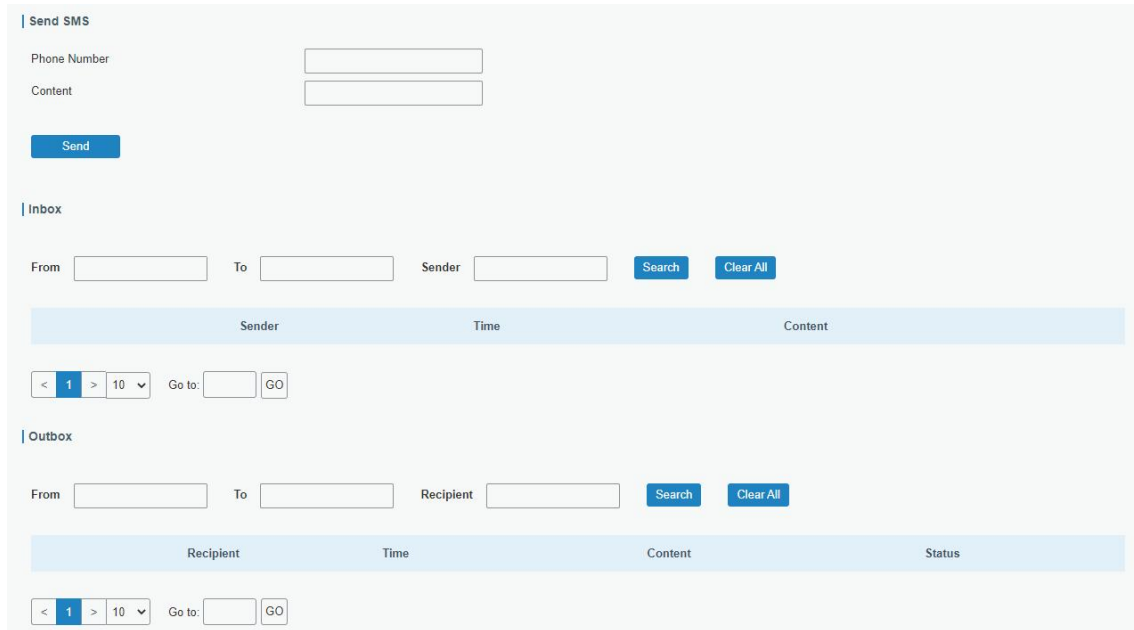 Send SMS
Phone Number
Content
Send
Inbox
From To Sender Search Clear All
Sender Time Content
< 1 > 10 Go to: GO
Outbox
From To Recipient Search Clear All
Recipient Time Content Status
< 1 > 10 Go to: GO